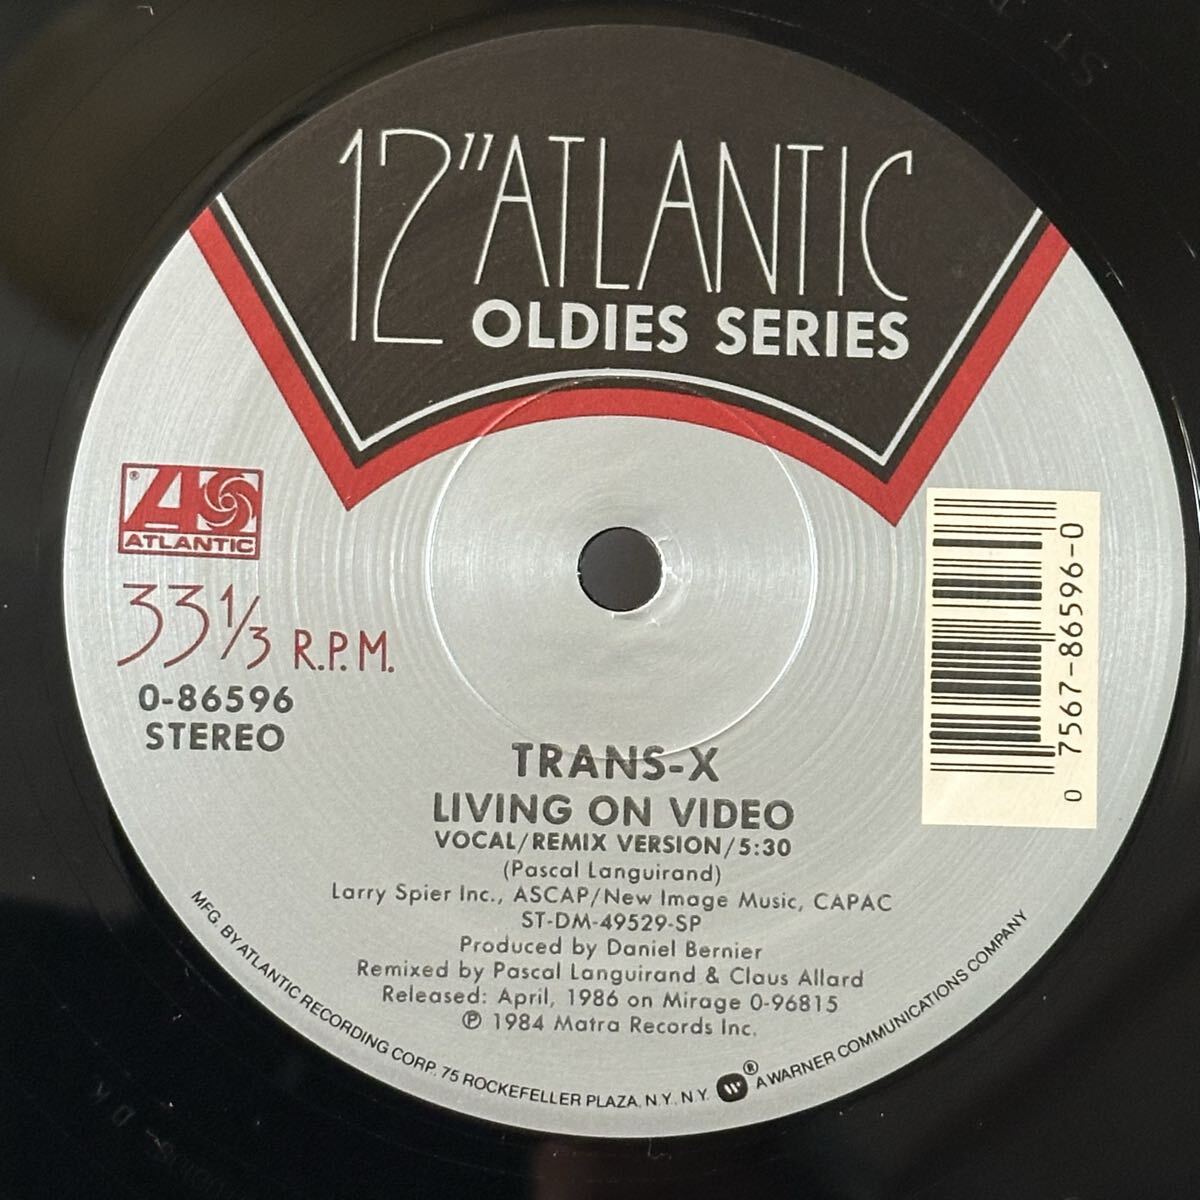 12" ATLANTIC
OLDIES SERIES
®
ATLANTIC
33 1/3 R.P.M.
0-86596
STEREO
0 7567-86596-0
TRANS-X
LIVING ON VIDEO
VOCAL/REMIX VERSION/5:30
(Pascal Languirand)
Larry Spier Inc., ASCAP/New Image Music, CAPAC
ST-DM-49529-SP
Produced by Daniel Bernier
Remixed by Pascal Languirand & Claus Allard
Released: April, 1986 on Mirage 0-96815
℗ 1984 Matra Records Inc.
MFG. BY ATLANTIC RECORDING CORP. 75 ROCKEFELLER PLAZA, N.Y. N.Y. ® A WARNER COMMUNICATIONS COMPANY